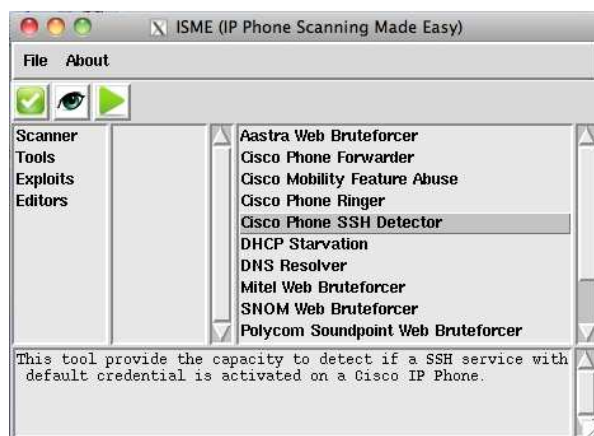 ISME (IP Phone Scanning Made Easy)
File About
Scanner
Tools
Exploits
Editors
Aastra Web Bruteforcer
Cisco Phone Forwarder
Cisco Mobility Feature Abuse
Cisco Phone Ringer
Cisco Phone SSH Detector
DHCP Starvation
DNS Resolver
Mitel Web Bruteforcer
SNOM Web Bruteforcer
Polycom Soundpoint Web Bruteforcer
This tool provide the capacity to detect if a SSH service with
default credential is activated on a Cisco IP Phone.